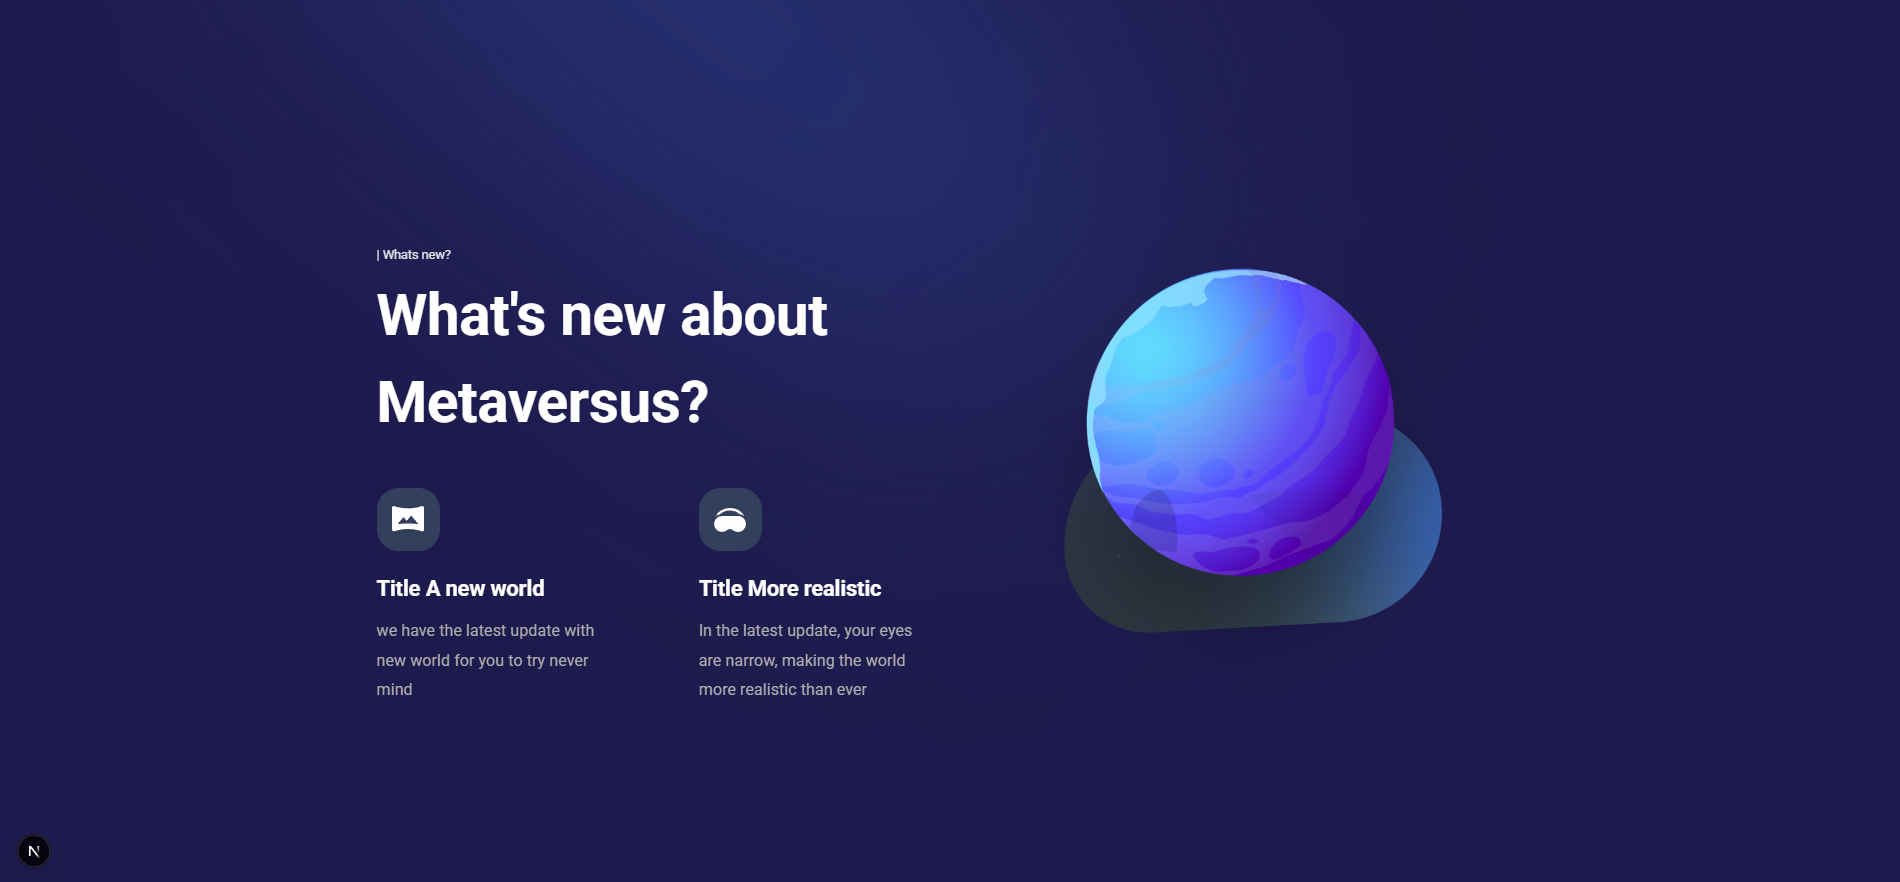 | Whats new?
What's new about
Metaversus?
Title A new world
we have the latest update with
new world for you to try never
mind
Title More realistic
In the latest update, your eyes
are narrow, making the world
more realistic than ever
N